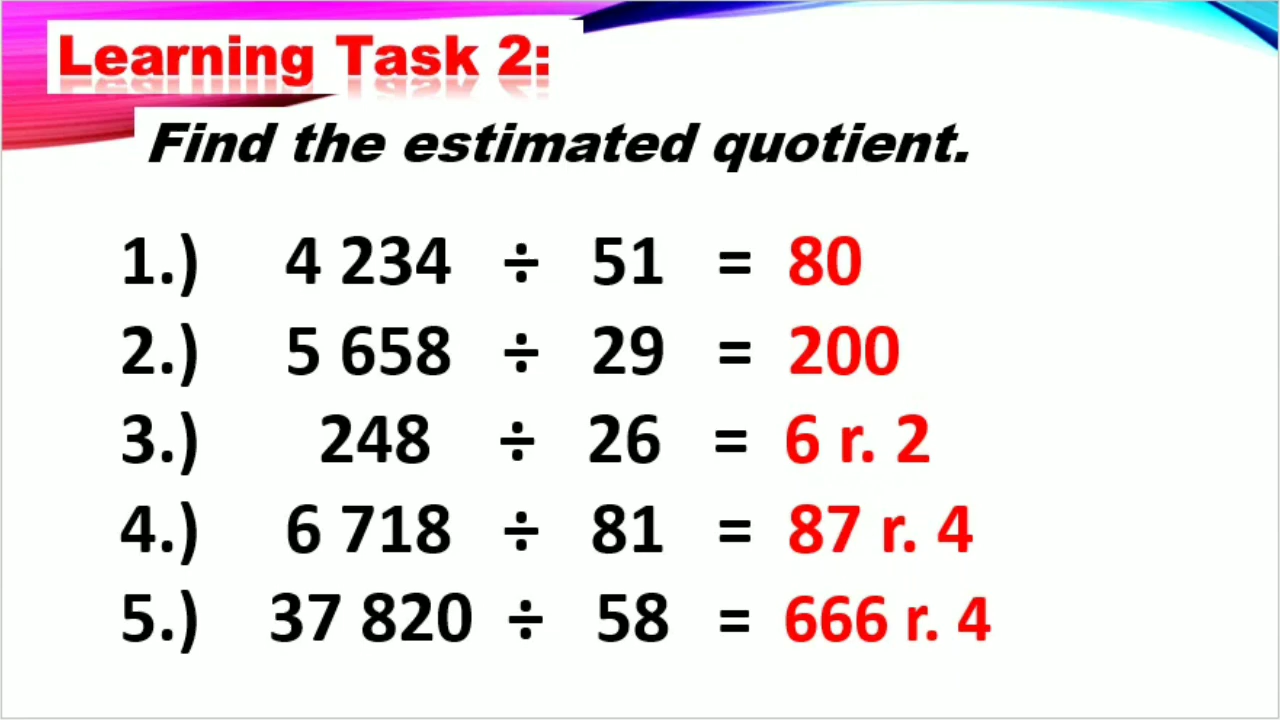 Learning Task 2:
Find the estimated quotient.
1.) 4 234 ÷ 51 = 80
2.) 5 658 ÷ 29 = 200
3.) 248 ÷ 26 = 6 r. 2
4.) 6 718 ÷ 81 = 87 r. 4
5.) 37 820 ÷ 58 = 666 r. 4